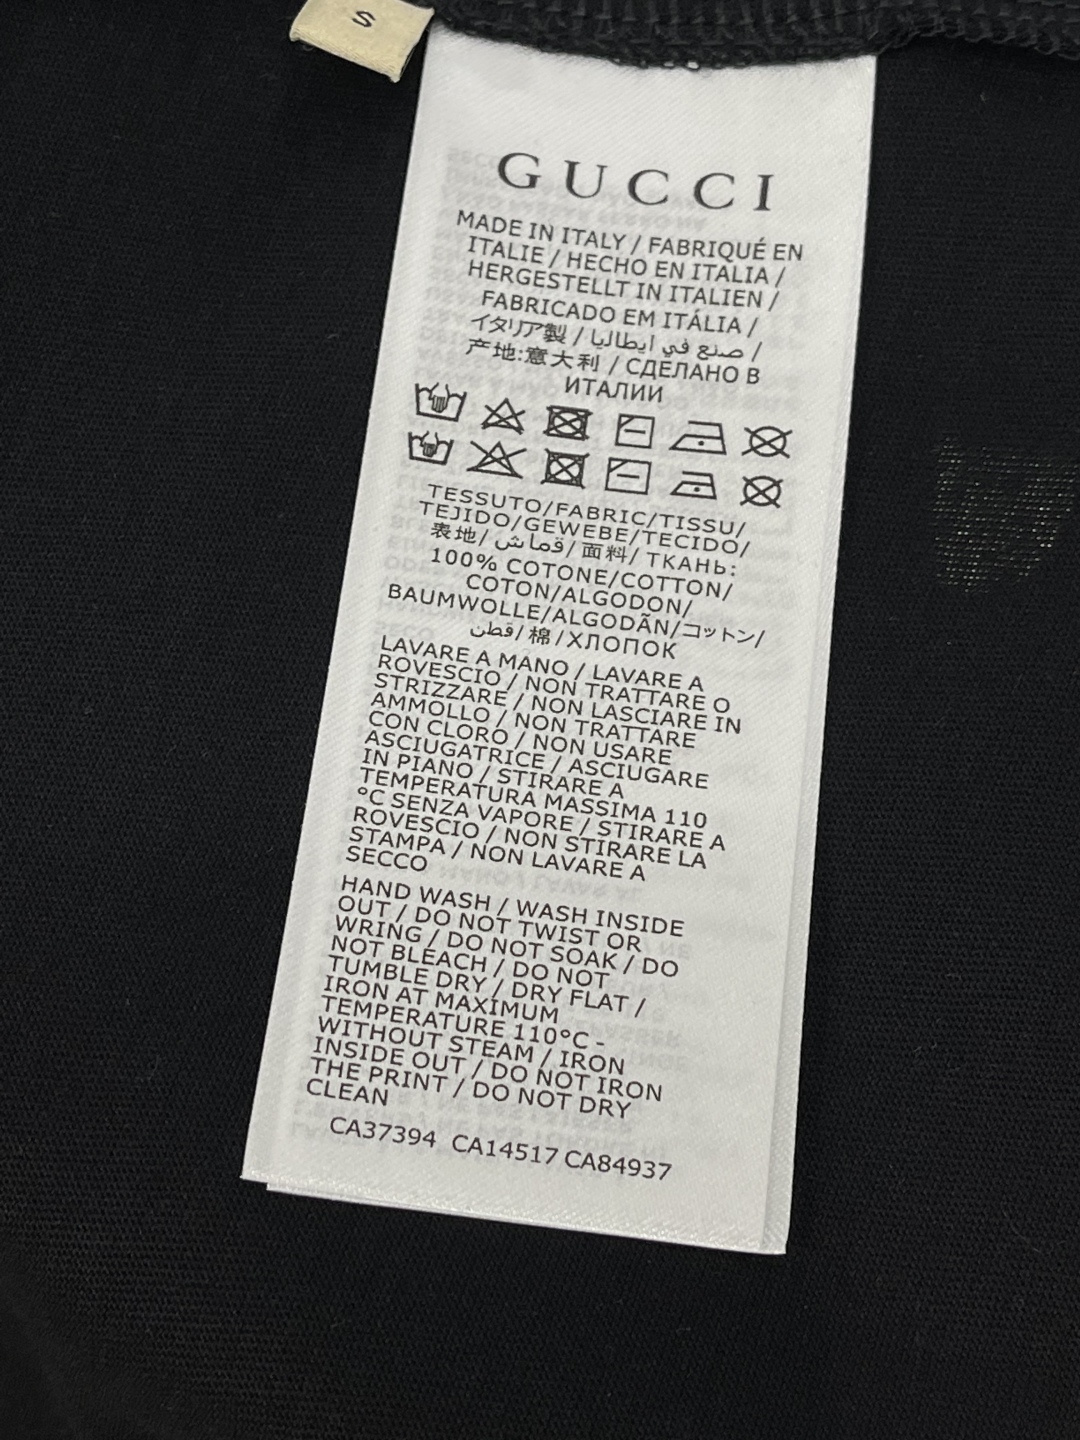 S
GUCCI
MADE IN ITALY / FABRIQUÉ EN
ITALIE / HECHO EN ITALIA /
HERGESTELLT IN ITALIEN /
FABRICADO EM ITÁLIA /
イタリア製 / صنع في ايطاليا /
产地:意大利 / СДЕЛАНО В
ИТАЛИИ
TESSUTO/FABRIC/TISSU/
TEJIDO/GEWEBE/TECIDO/
表地/ قماش/ 面料/ ТКАНЬ:
100% COTONE/COTTON/
COTON/ALGODON/
BAUMWOLLE/ALGODÃN/コットン/
قطن/ 棉/ХЛОПОК
LAVARE A MANO / LAVARE A
ROVESCIO / NON TRATTARE O
STRIZZARE / NON LASCIARE IN
AMMOLLO / NON TRATTARE
CON CLORO / NON USARE
ASCIUGATRICE / ASCIUGARE
IN PIANO / STIRARE A
TEMPERATURA MASSIMA 110
°C SENZA VAPORE / STIRARE A
ROVESCIO / NON STIRARE LA
STAMPA / NON LAVARE A
SECCO
HAND WASH / WASH INSIDE
OUT / DO NOT TWIST OR
WRING / DO NOT SOAK / DO
NOT BLEACH / DO NOT
TUMBLE DRY / DRY FLAT /
IRON AT MAXIMUM
TEMPERATURE 110°C -
WITHOUT STEAM / IRON
INSIDE OUT / DO NOT IRON
THE PRINT / DO NOT DRY
CLEAN
CA37394 CA14517 CA84937